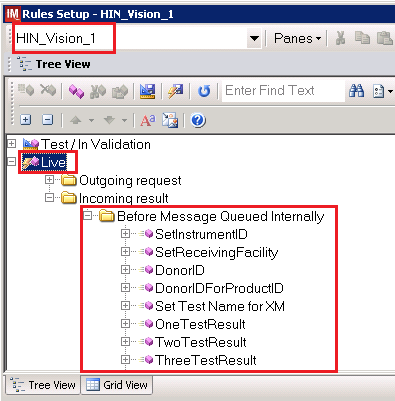 IM Rules Setup - HIN_Vision_1
HIN_Vision_1 Panes
Tree View
Enter Find Text
Aa
Test / In Validation
Live
Outgoing request
Incoming result
Before Message Queued Internally
SetInstrumentID
SetReceivingFacility
DonorID
DonorIDForProductID
Set Test Name for XM
OneTestResult
TwoTestResult
ThreeTestResult
Tree View Grid View